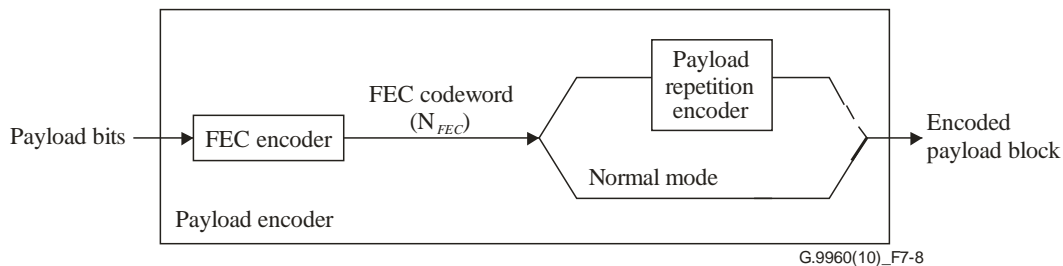 Payload bits
FEC encoder
FEC codeword
(N_FEC)
Payload
repetition
encoder
Normal mode
Encoded
payload block
Payload encoder
G.9960(10)_F7-8